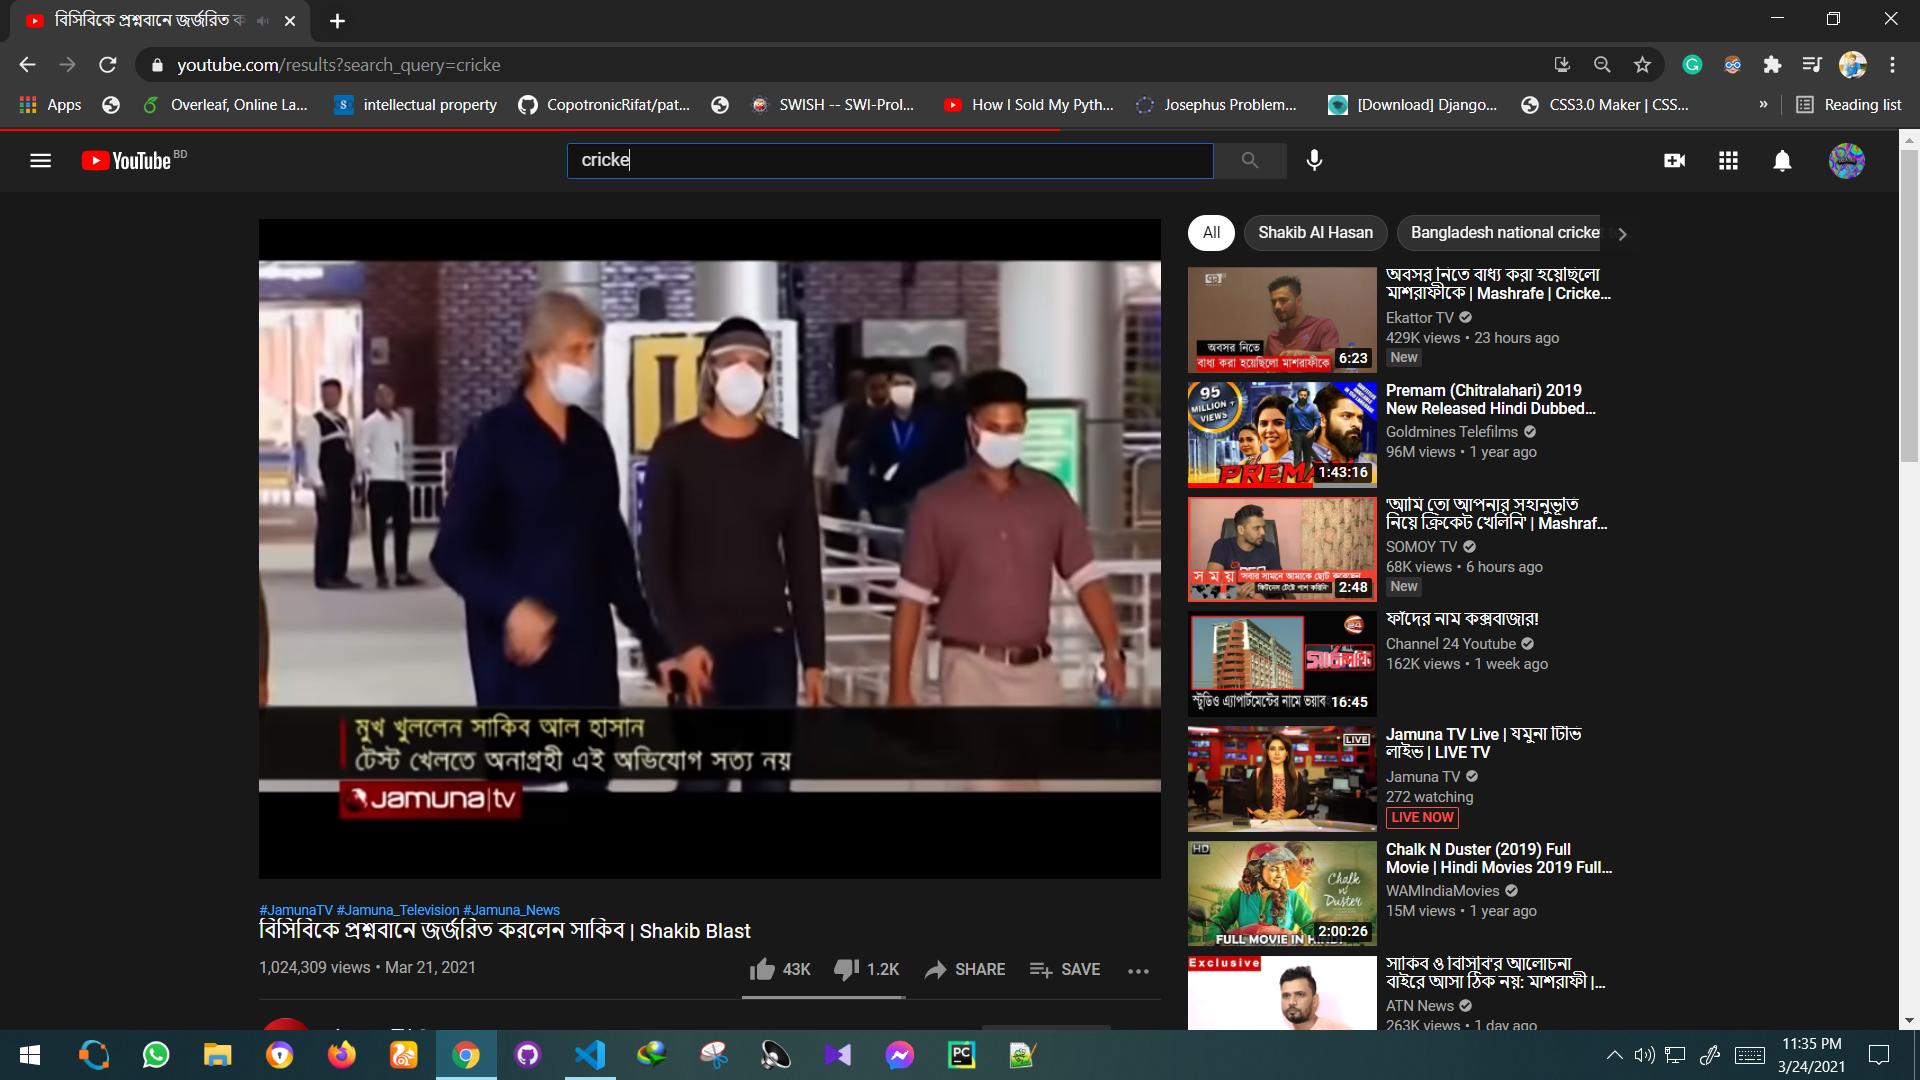 বিসিবিকে প্রশ্নবানে জর্জরিত ক
youtube.com/results?search_query=cricke
Apps
Overleaf, Online La...
intellectual property
CopotronicRifat/pat...
SWISH -- SWI-Prol...
How I Sold My Pyth...
Josephus Problem...
[Download] Django...
CSS3.0 Maker | CSS...
»
Reading list
YouTube BD
cricke
All
Shakib Al Hasan
Bangladesh national cricke
মুখ খুললেন সাকিব আল হাসান
টেস্ট খেলতে অনাগ্রহী এই অভিযোগ সত্য নয়
Jamuna|tv
#JamunaTV #Jamuna_Television #Jamuna_News
বিসিবিকে প্রশ্নবানে জর্জরিত করলেন সাকিব | Shakib Blast
1,024,309 views • Mar 21, 2021
43K
1.2K
SHARE
SAVE
অবসর নিতে
বাধ্য করা হয়েছিলো মাশরাফীকে
6:23
অবসর নিতে বাধ্য করা হয়েছিলো
মাশরাফীকে | Mashrafe | Cricke...
Ekattor TV
429K views • 23 hours ago
New
95
MILLION +
VIEWS
PREMA
1:43:16
Premam (Chitralahari) 2019
New Released Hindi Dubbed...
Goldmines Telefilms
96M views • 1 year ago
সময়
2:48
'আমি তো আপনার সহানুভূতি
নিয়ে ক্রিকেট খেলিনি' | Mashraf...
SOMOY TV
68K views • 6 hours ago
New
24
সার্চলাইট
স্টুডিও এ্যাপার্টমেন্টের নামে ভয়াব
16:45
ফাঁদের নাম কক্সবাজার!
Channel 24 Youtube
162K views • 1 week ago
LIVE
Jamuna TV Live | যমুনা টিভি
লাইভ | LIVE TV
Jamuna TV
272 watching
LIVE NOW
HD
Chalk
n'
Duster
FULL MOVIE IN HINDI
2:00:26
Chalk N Duster (2019) Full
Movie | Hindi Movies 2019 Full...
WAMIndiaMovies
15M views • 1 year ago
Exclusive
সাকিব ও বিসিবি'র আলোচনা
বাইরে আসা ঠিক নয়: মাশরাফী |...
ATN News
263K views • 1 day ago
11:35 PM
3/24/2021